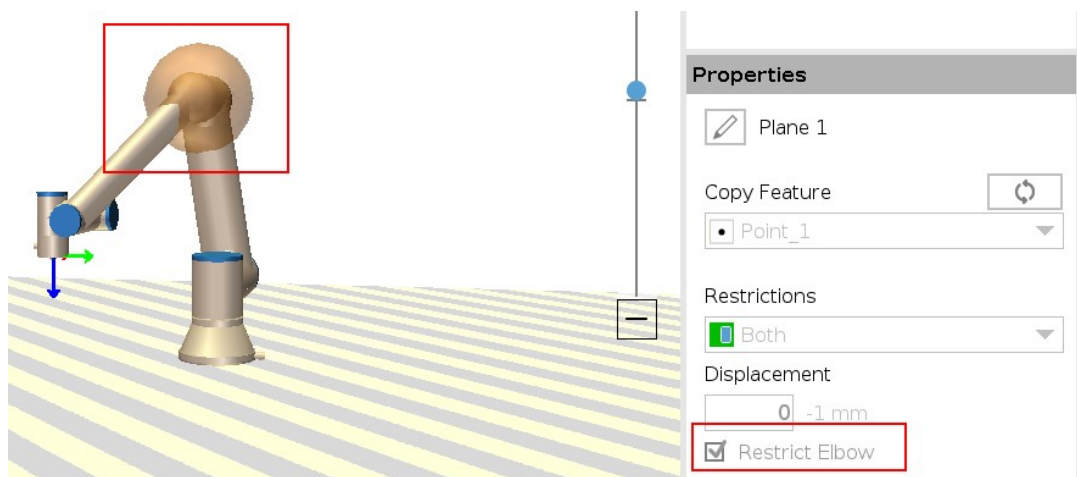 Properties
Plane 1
Copy Feature
Point_1
Restrictions
Both
Displacement
0 -1 mm
Restrict Elbow